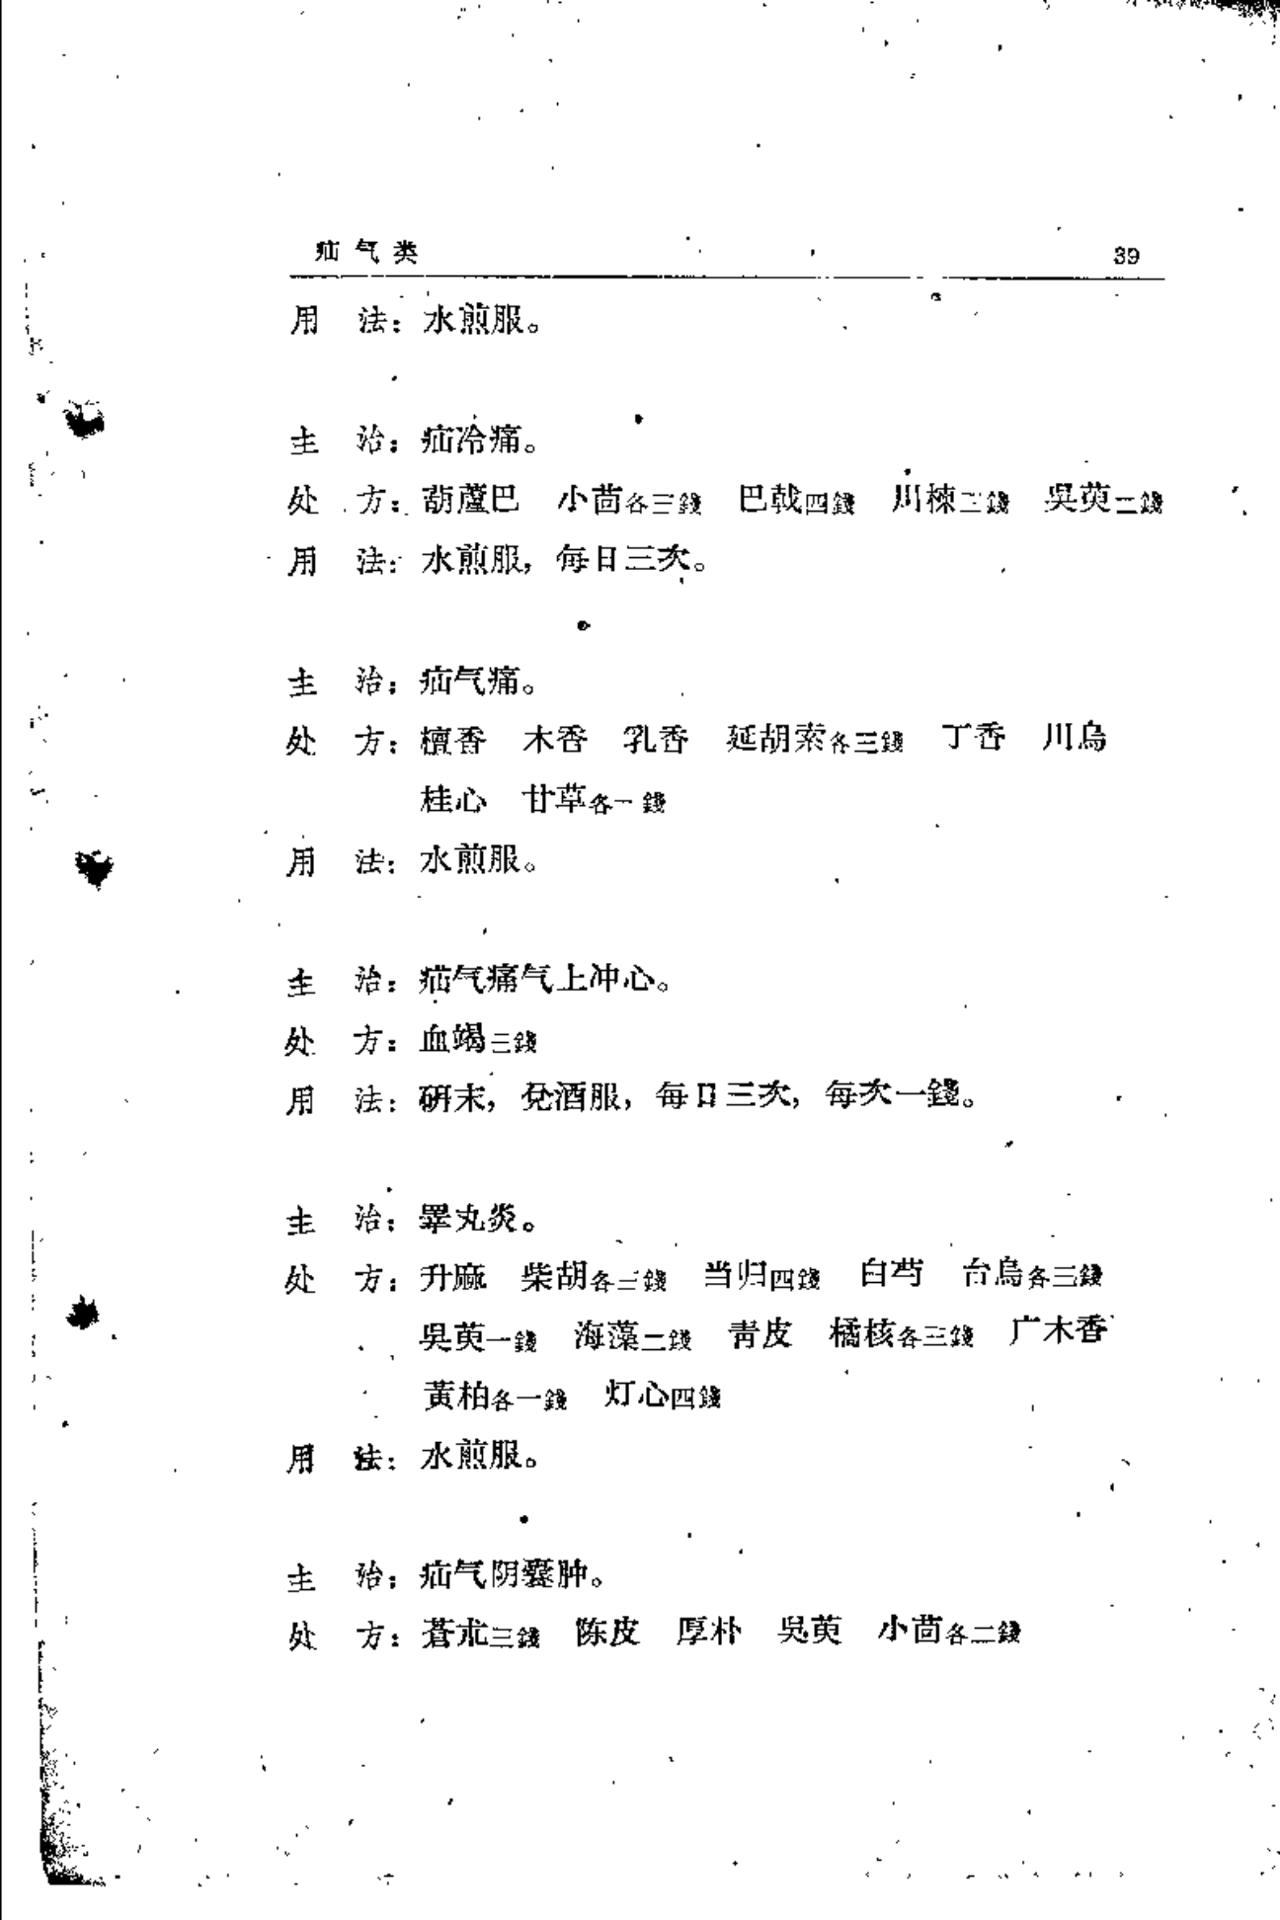 疝气类 39
用 法：水煎服。
主 治：疝冷痛。
处 方：葫蘆巴 小茴各三錢 巴戟四錢 川楝三錢 吳萸二錢
用 法：水煎服，每日三次。
主 治：疝气痛。
处 方：檀香 木香 乳香 延胡索各三錢 丁香 川烏
桂心 甘草各一錢
用 法：水煎服。
主 治：疝气痛气上冲心。
处 方：血竭三錢
用 法：硏末，兌酒服，每日三次，每次一錢。
主 治：睪丸炎。
处 方：升麻 柴胡各三錢 当归四錢 白芍 台烏各三錢
吳萸一錢 海藻二錢 青皮 橘核各三錢 广木香
黃柏各一錢 灯心四錢
用 法：水煎服。
主 治：疝气阴囊肿。
处 方：蒼朮三錢 陈皮 厚朴 吳萸 小茴各二錢